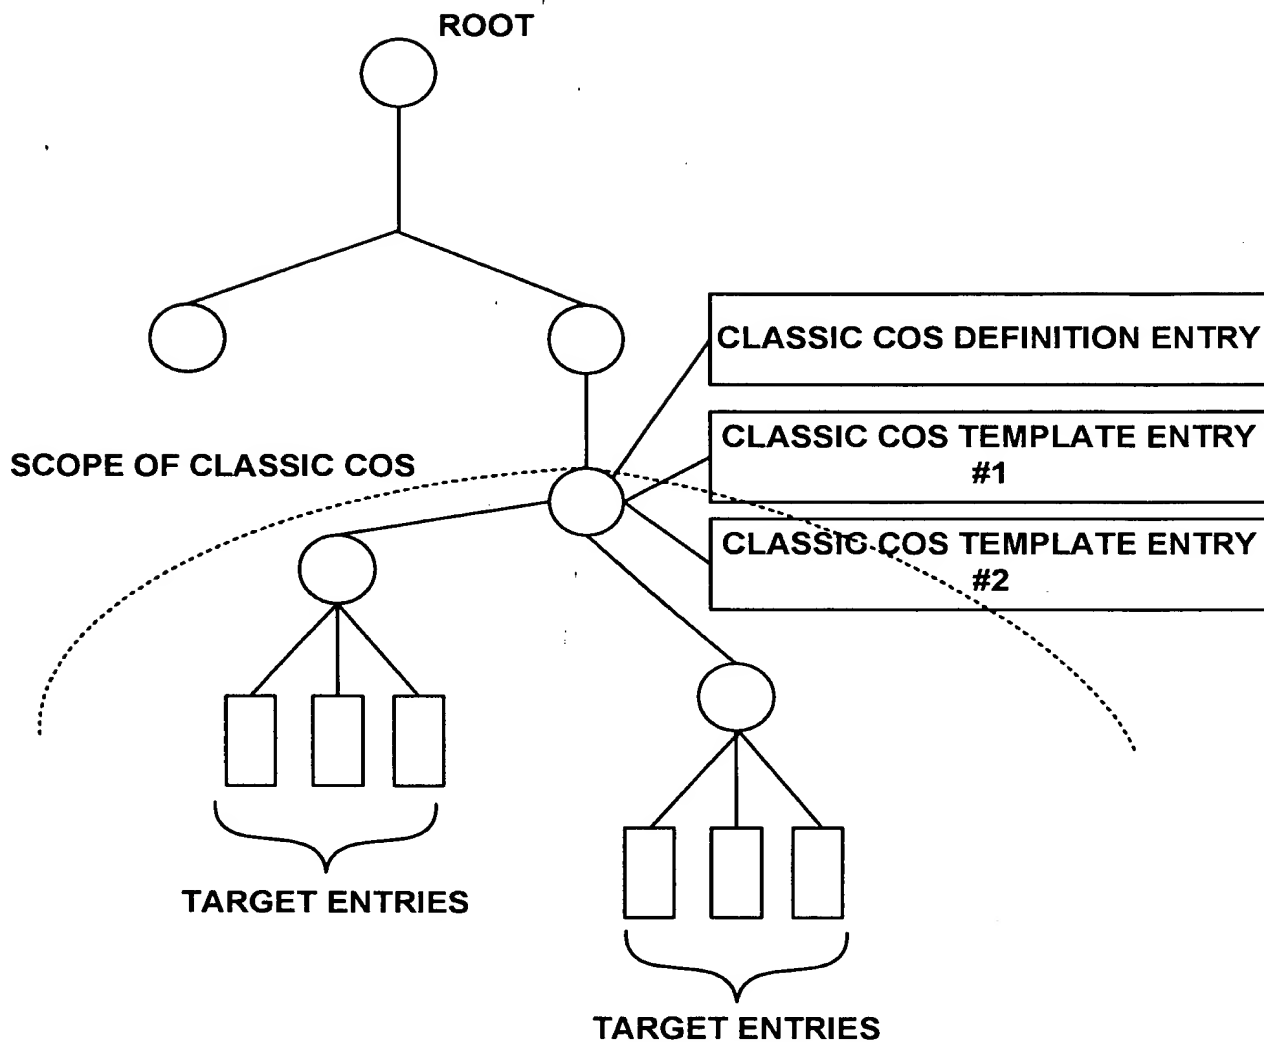 ROOT
CLASSIC COS DEFINITION ENTRY
CLASSIC COS TEMPLATE ENTRY
#1
SCOPE OF CLASSIC COS
CLASSIC COS TEMPLATE ENTRY
#2
TARGET ENTRIES
TARGET ENTRIES